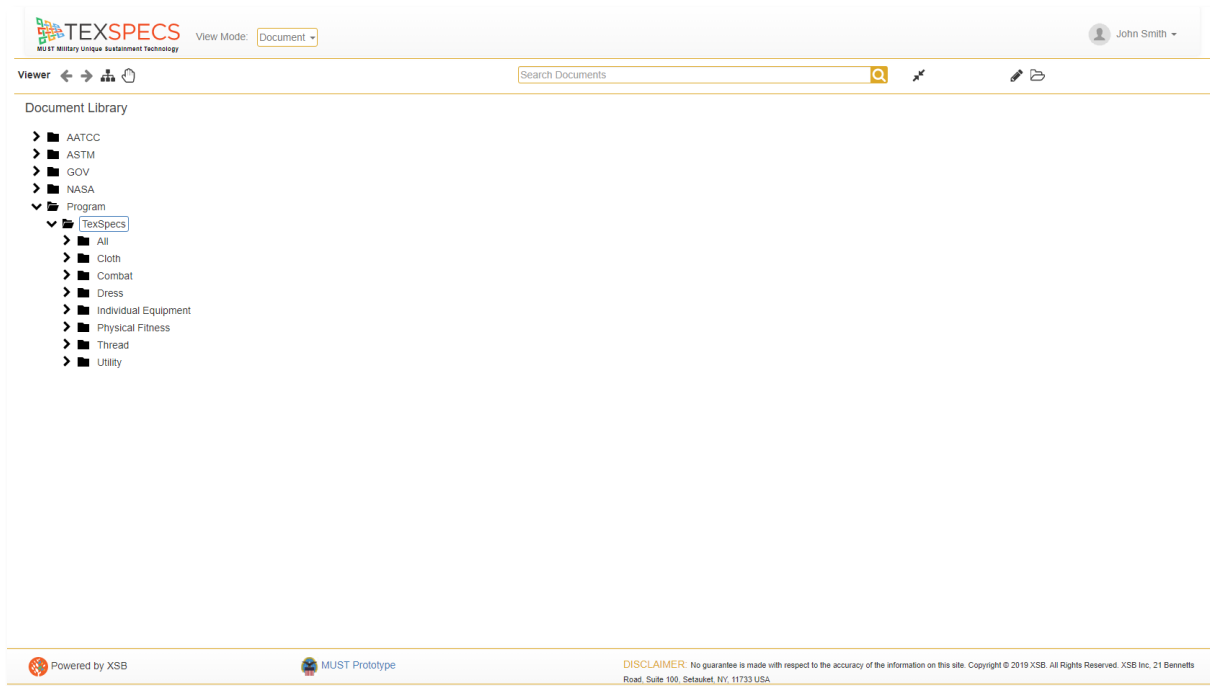 TEXSPECS
MUST Military Unique Sustainment Technology
View Mode: Document
John Smith
Viewer
Search Documents
Document Library
AATCC
ASTM
GOV
NASA
Program
TexSpecs
All
Cloth
Combat
Dress
Individual Equipment
Physical Fitness
Thread
Utility
Powered by XSB
MUST Prototype
DISCLAIMER: No guarantee is made with respect to the accuracy of the information on this site. Copyright © 2019 XSB. All Rights Reserved. XSB Inc, 21 Bennetts
Road, Suite 100, Setauket, NY, 11733 USA